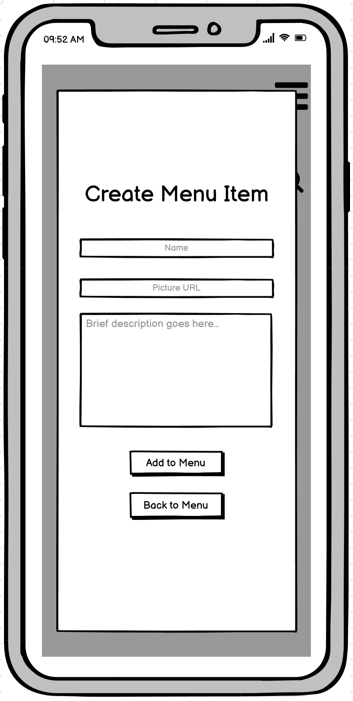 09:52 AM
Create Menu Item
Name
Picture URL
Brief description goes here...
Add to Menu
Back to Menu